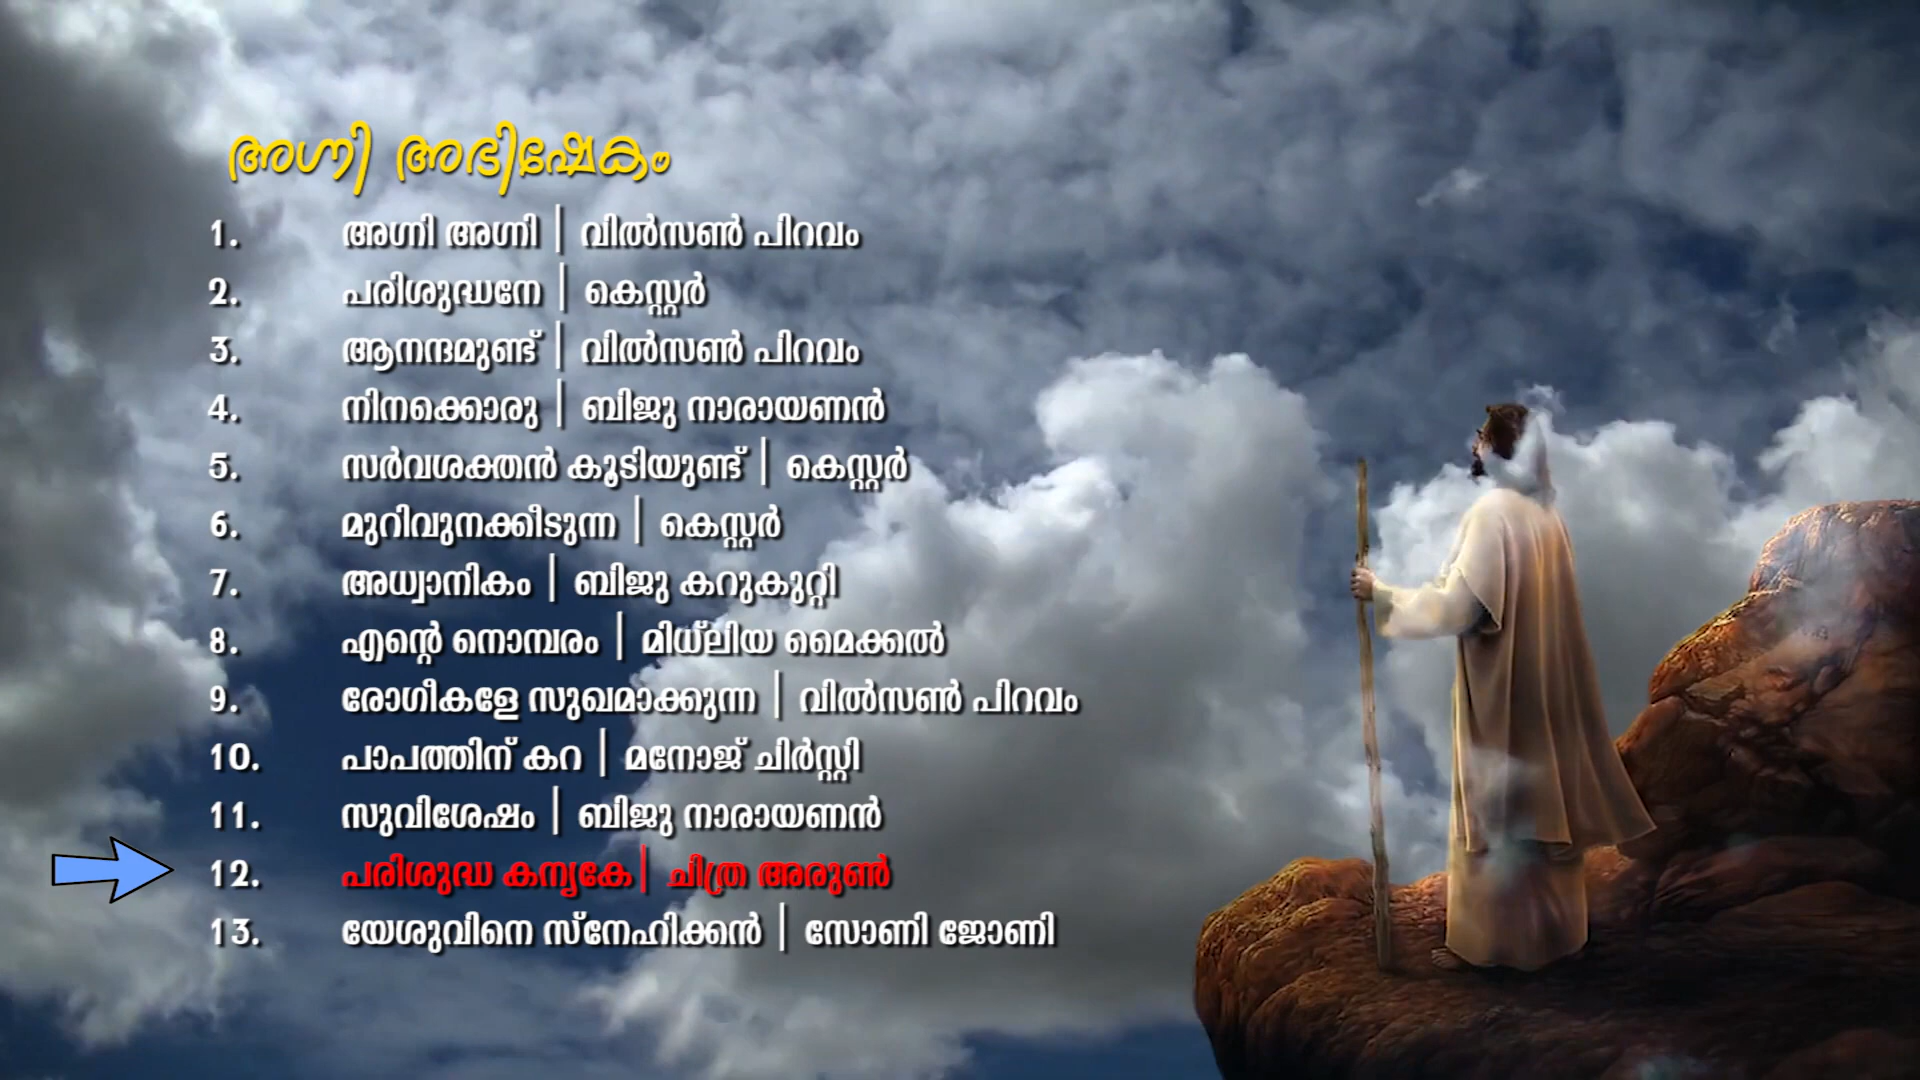 അഗ്നി അഭിഷേകം
1. അഗ്നി അഗ്നി | വിൽസൺ പിറവം
2. പരിശുദ്ധനേ | കെസ്റ്റർ
3. ആനന്ദമുണ്ട് | വിൽസൺ പിറവം
4. നിനക്കൊരു | ബിജു നാരായണൻ
5. സർവശക്തൻ കൂടിയുണ്ട് | കെസ്റ്റർ
6. മുറിവുനക്കീടുന്ന | കെസ്റ്റർ
7. അധ്വാനികം | ബിജു കറുകുറ്റി
8. എന്റെ നൊമ്പരം | മിധ്ലിയ മൈക്കൽ
9. രോഗീകളേ സുഖമാക്കുന്ന | വിൽസൺ പിറവം
10. പാപത്തിന് കറ | മനോജ് ചിർസ്റ്റി
11. സുവിശേഷം | ബിജു നാരായണൻ
12. പരിശുദ്ധ കന്യകേ | ചിത്ര അരുൺ
13. യേശുവിനെ സ്നേഹിക്കൻ | സോണി ജോണി